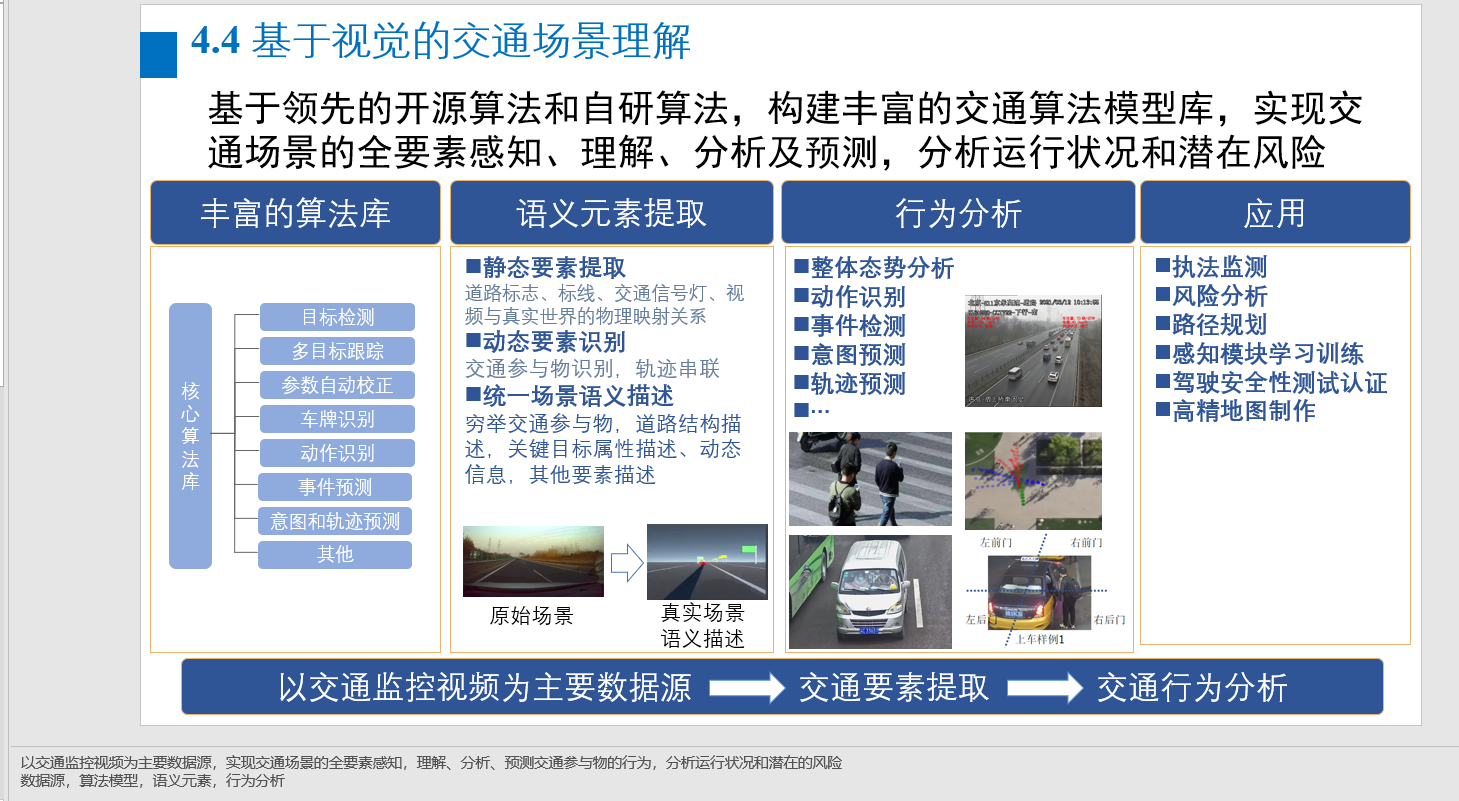 4.4 基于视觉的交通场景理解
基于领先的开源算法和自研算法，构建丰富的交通算法模型库，实现交
通场景的全要素感知、理解、分析及预测，分析运行状况和潜在风险
丰富的算法库
核心算法库
目标检测
多目标跟踪
参数自动校正
车牌识别
动作识别
事件预测
意图和轨迹预测
其他
语义元素提取
■静态要素提取
道路标志、标线、交通信号灯、视
频与真实世界的物理映射关系
■动态要素识别
交通参与物识别，轨迹串联
■统一场景语义描述
穷举交通参与物，道路结构描
述，关键目标属性描述、动态
信息，其他要素描述
原始场景
真实场景
语义描述
行为分析
■整体态势分析
■动作识别
■事件检测
■意图预测
■轨迹预测
■…
左前门
右前门
左后门
右后门
上车样例1
应用
■执法监测
■风险分析
■路径规划
■感知模块学习训练
■驾驶安全性测试认证
■高精地图制作
以交通监控视频为主要数据源 交通要素提取 交通行为分析
以交通监控视频为主要数据源，实现交通场景的全要素感知，理解、分析、预测交通参与物的行为，分析运行状况和潜在的风险
数据源，算法模型，语义元素，行为分析